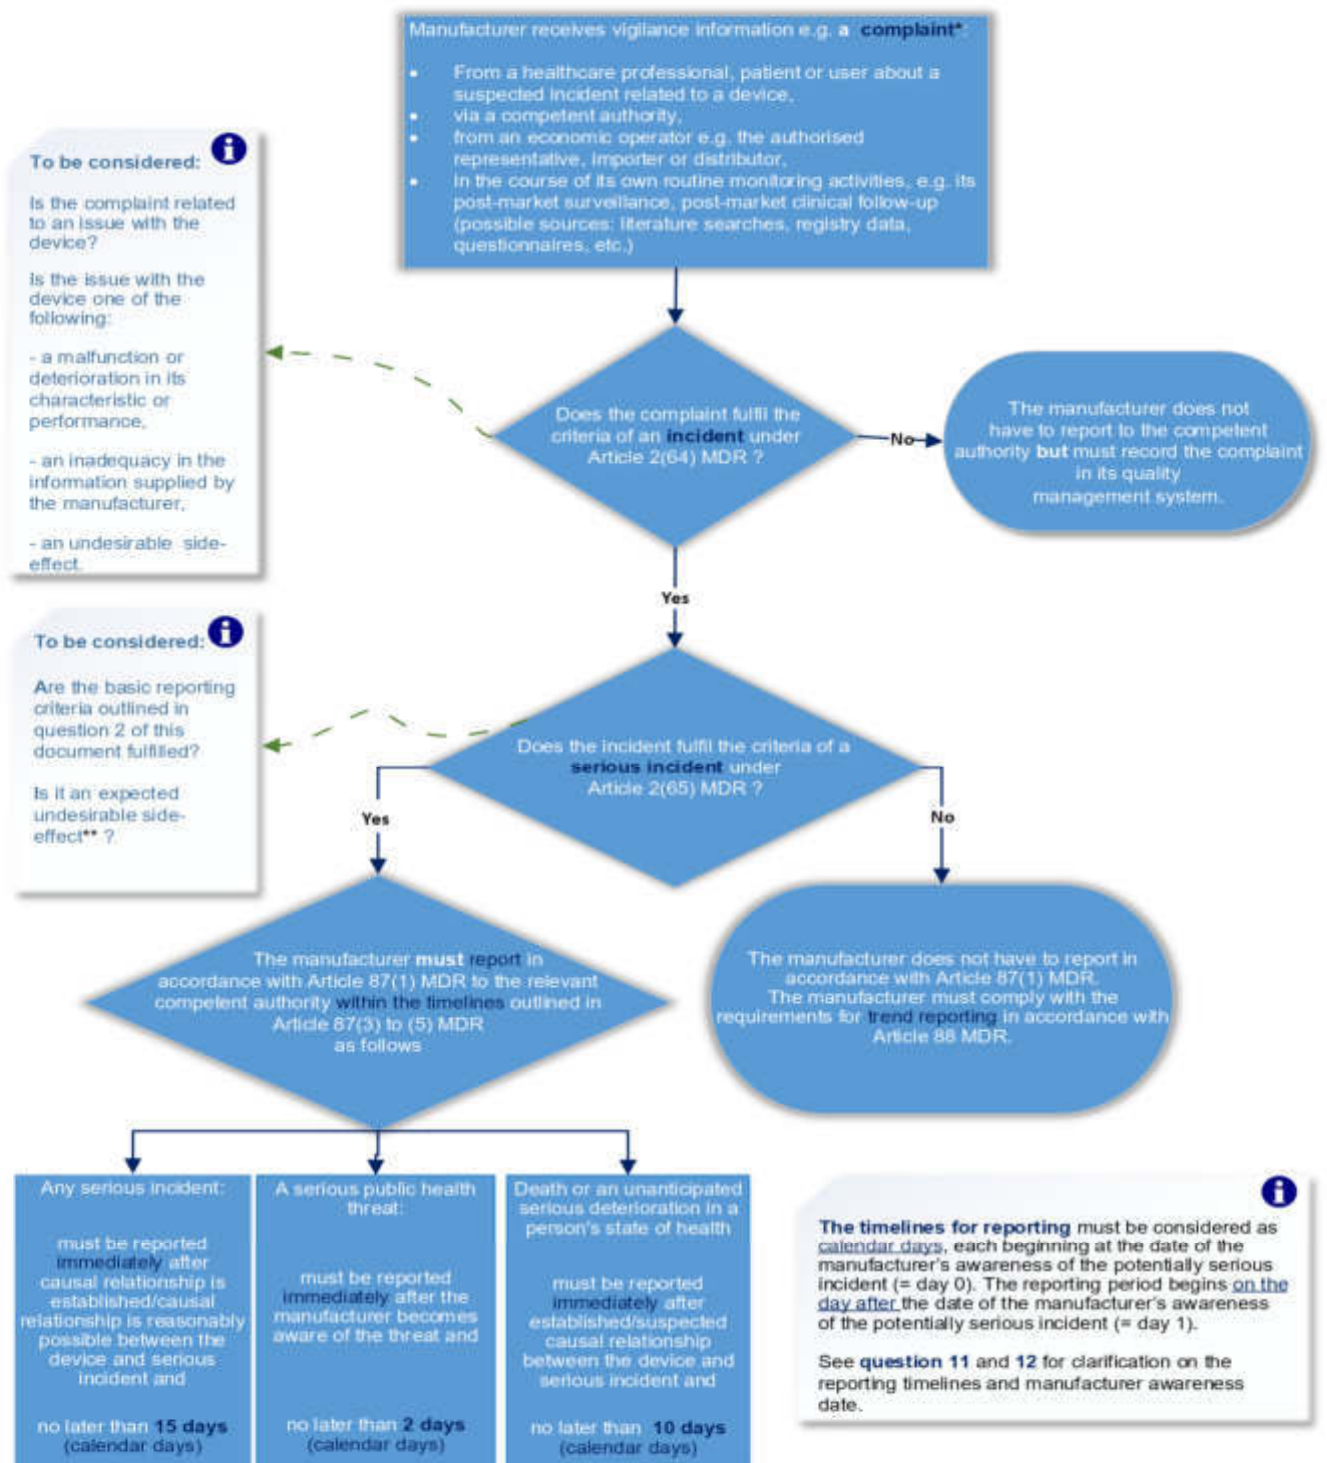 Manufacturer receives vigilance information e.g. a complaint*:
• From a healthcare professional, patient or user about a
suspected incident related to a device,
• via a competent authority,
• from an economic operator e.g. the authorised
representative, importer or distributor,
• In the course of its own routine monitoring activities, e.g. its
post-market surveillance, post-market clinical follow-up
(possible sources: literature searches, registry data,
questionnaires, etc.)
To be considered:
Is the complaint related
to an issue with the
device?
Is the issue with the
device one of the
following:
- a malfunction or
deterioration in its
characteristic or
performance,
- an inadequacy in the
information supplied by
the manufacturer,
- an undesirable side-
effect.
Does the complaint fulfil the
criteria of an incident under
Article 2(64) MDR ?
No
The manufacturer does not
have to report to the competent
authority but must record the complaint
in its quality
management system.
Yes
To be considered:
Are the basic reporting
criteria outlined in
question 2 of this
document fulfilled?
Is it an expected
undesirable side-
effect** ?
Does the incident fulfil the criteria of a
serious incident under
Article 2(65) MDR ?
Yes
No
The manufacturer must report in
accordance with Article 87(1) MDR to the relevant
competent authority within the timelines outlined in
Article 87(3) to (5) MDR
as follows
The manufacturer does not have to report in
accordance with Article 87(1) MDR.
The manufacturer must comply with the
requirements for trend reporting in accordance with
Article 88 MDR.
Any serious incident:
must be reported
immediately after
causal relationship is
established/causal
relationship is reasonably
possible between the
device and serious
incident and
no later than 15 days
(calendar days)
A serious public health
threat:
must be reported
immediately after the
manufacturer becomes
aware of the threat and
no later than 2 days
(calendar days)
Death or an unanticipated
serious deterioration in a
person's state of health
must be reported
immediately after
established/suspected
causal relationship
between the device and
serious incident and
no later than 10 days
(calendar days)
The timelines for reporting must be considered as
calendar days, each beginning at the date of the
manufacturer's awareness of the potentially serious
incident (= day 0). The reporting period begins on the
day after the date of the manufacturer's awareness
of the potentially serious incident (= day 1).
See question 11 and 12 for clarification on the
reporting timelines and manufacturer awareness
date.